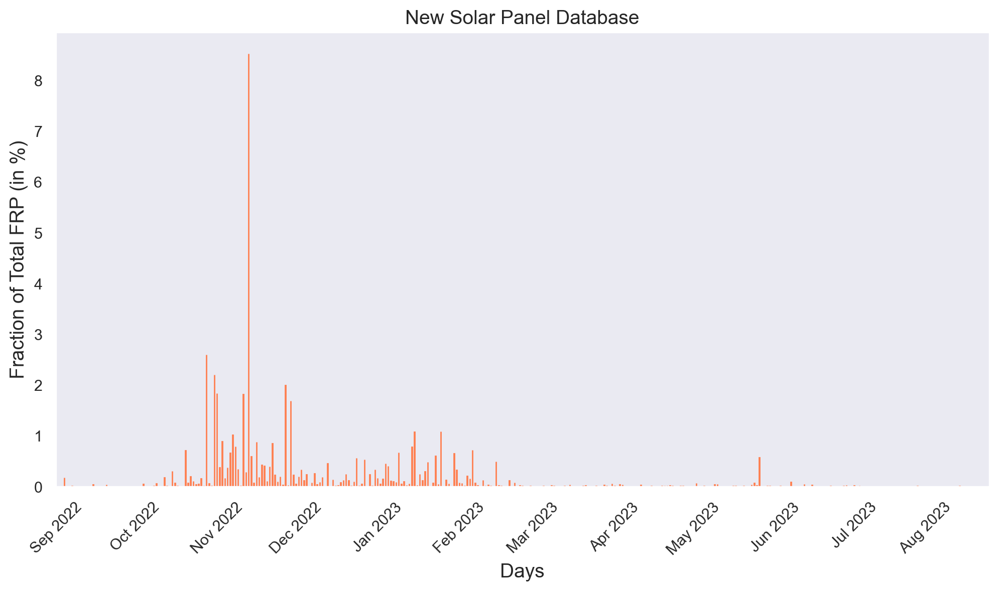 New Solar Panel Database
Fraction of Total FRP (in %)
8
7
6
5
4
3
2
1
0
Sep 2022
Oct 2022
Nov 2022
Dec 2022
Jan 2023
Feb 2023
Mar 2023
Apr 2023
May 2023
Jun 2023
Jul 2023
Aug 2023
Days